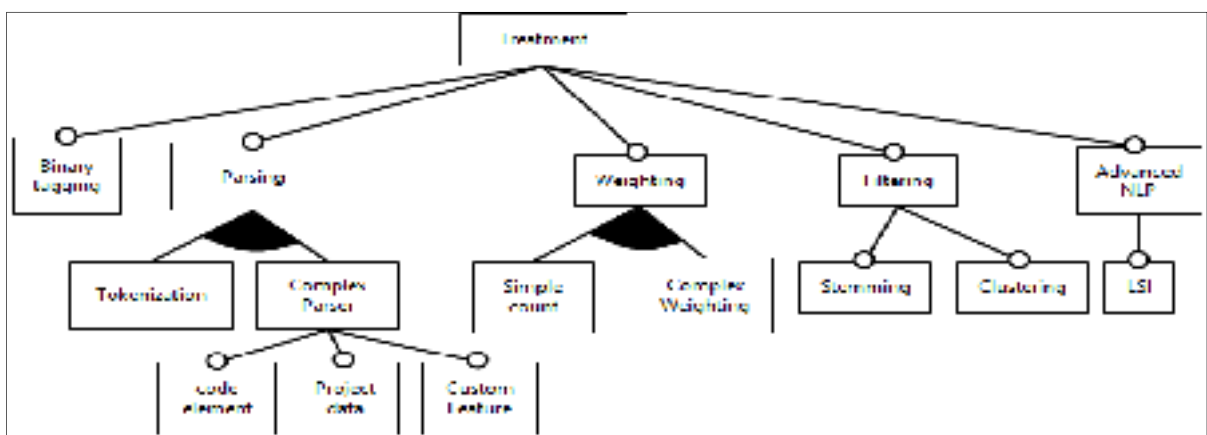 Treatment
Binary
tagging
Parsing
Weighting
Filtering
Advanced
NLP
Tokenization
Complex
Parser
Simple
count
Complex
Weighting
Stemming
Clustering
LSI
code
element
Project
data
Custom
Feature